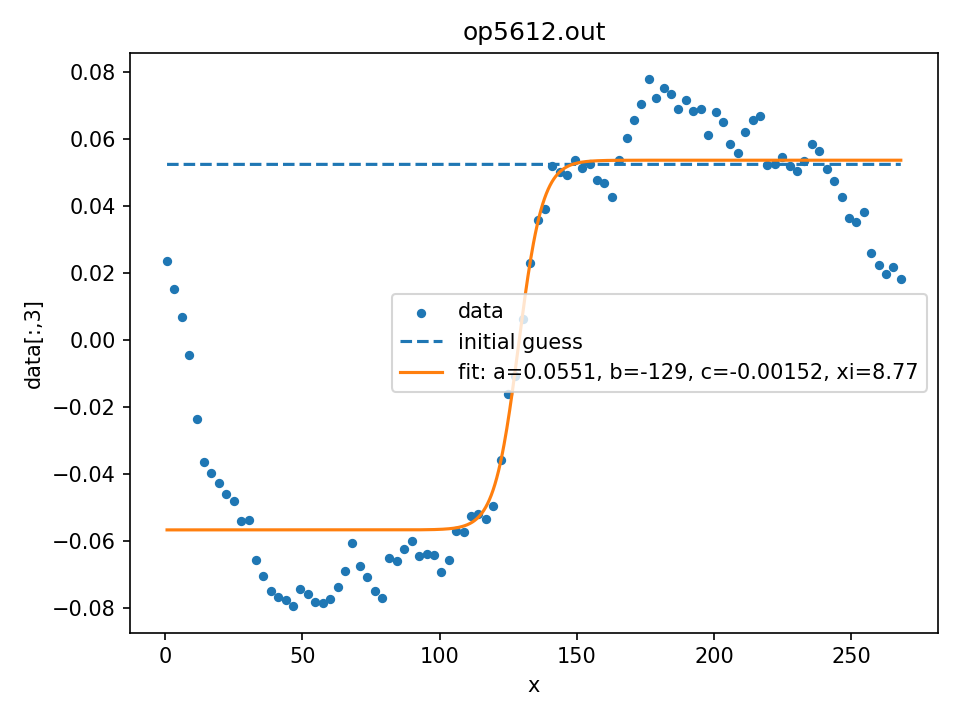 op5612.out
0.08
0.06
0.04
0.02
0.00
−0.02
−0.04
−0.06
−0.08
data[:,3]
data
initial guess
fit: a=0.0551, b=-129, c=-0.00152, xi=8.77
0 50 100 150 200 250
x